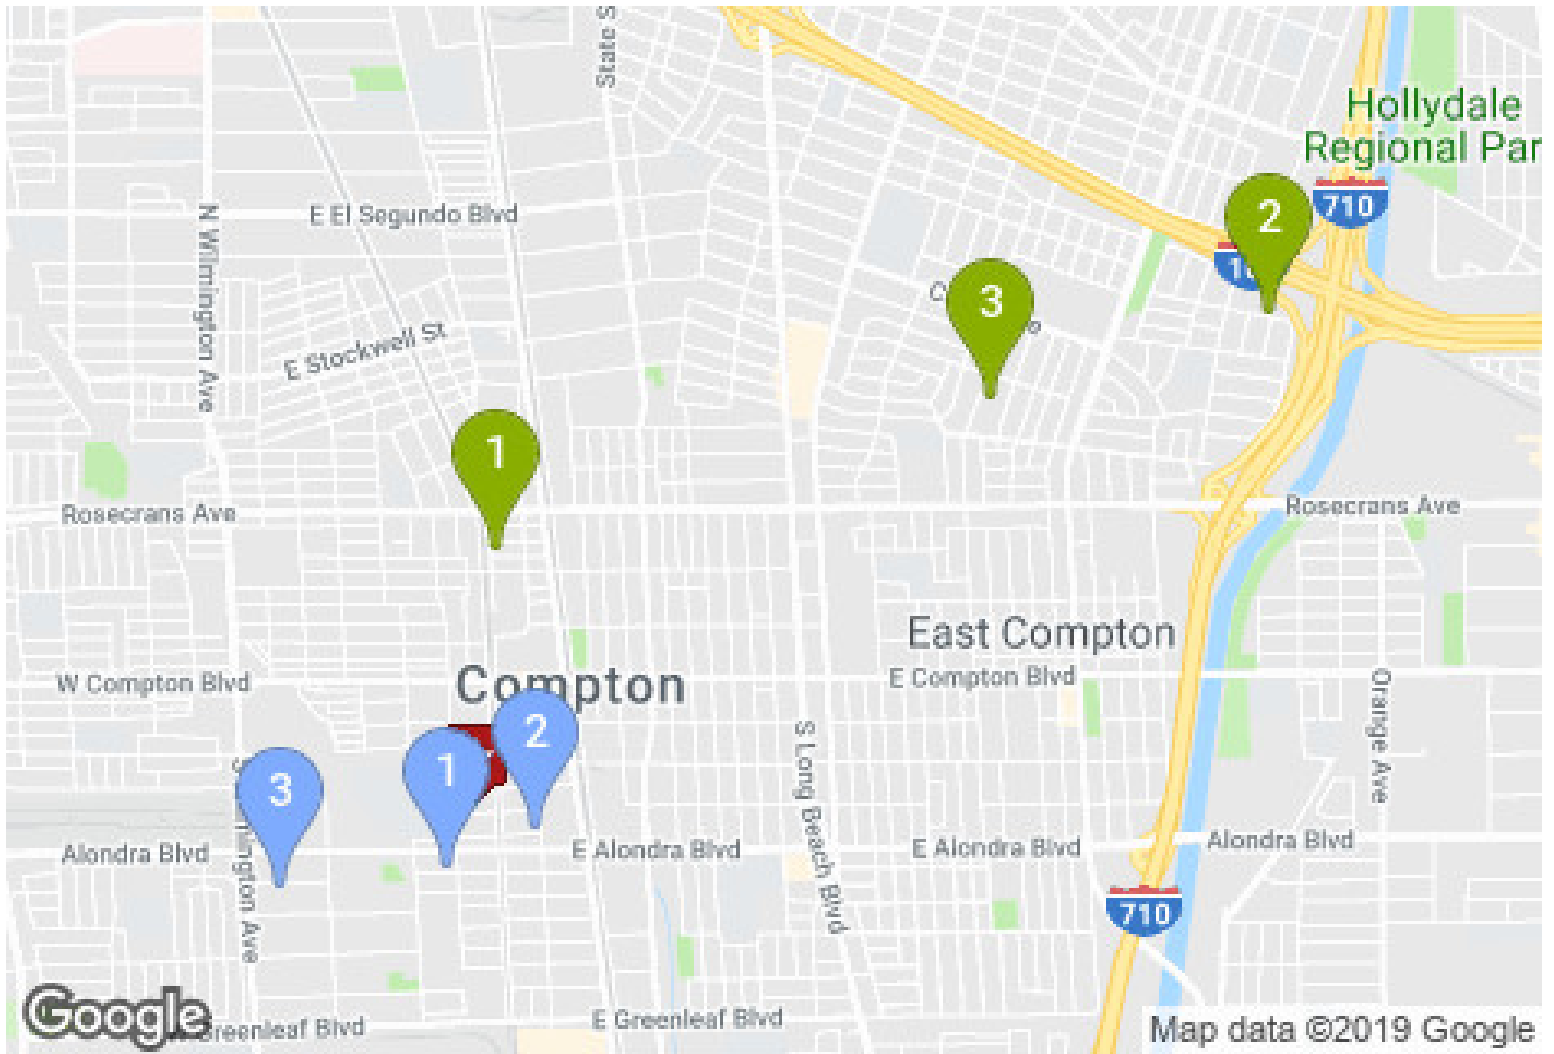 State S
Hollydale
Regional Par
710
E El Segundo Blvd
N Wilmington Ave
2
3
C
E Stockwell St
1
Rosecrans Ave
Rosecrans Ave
East Compton
W Compton Blvd
Compton
E Compton Blvd
Orange Ave
S Long Beach Blvd
2
1
3
Alondra Blvd
E Alondra Blvd
E Alondra Blvd
Alondra Blvd
710
Google
Greenleaf Blvd
E Greenleaf Blvd
Map data ©2019 Google